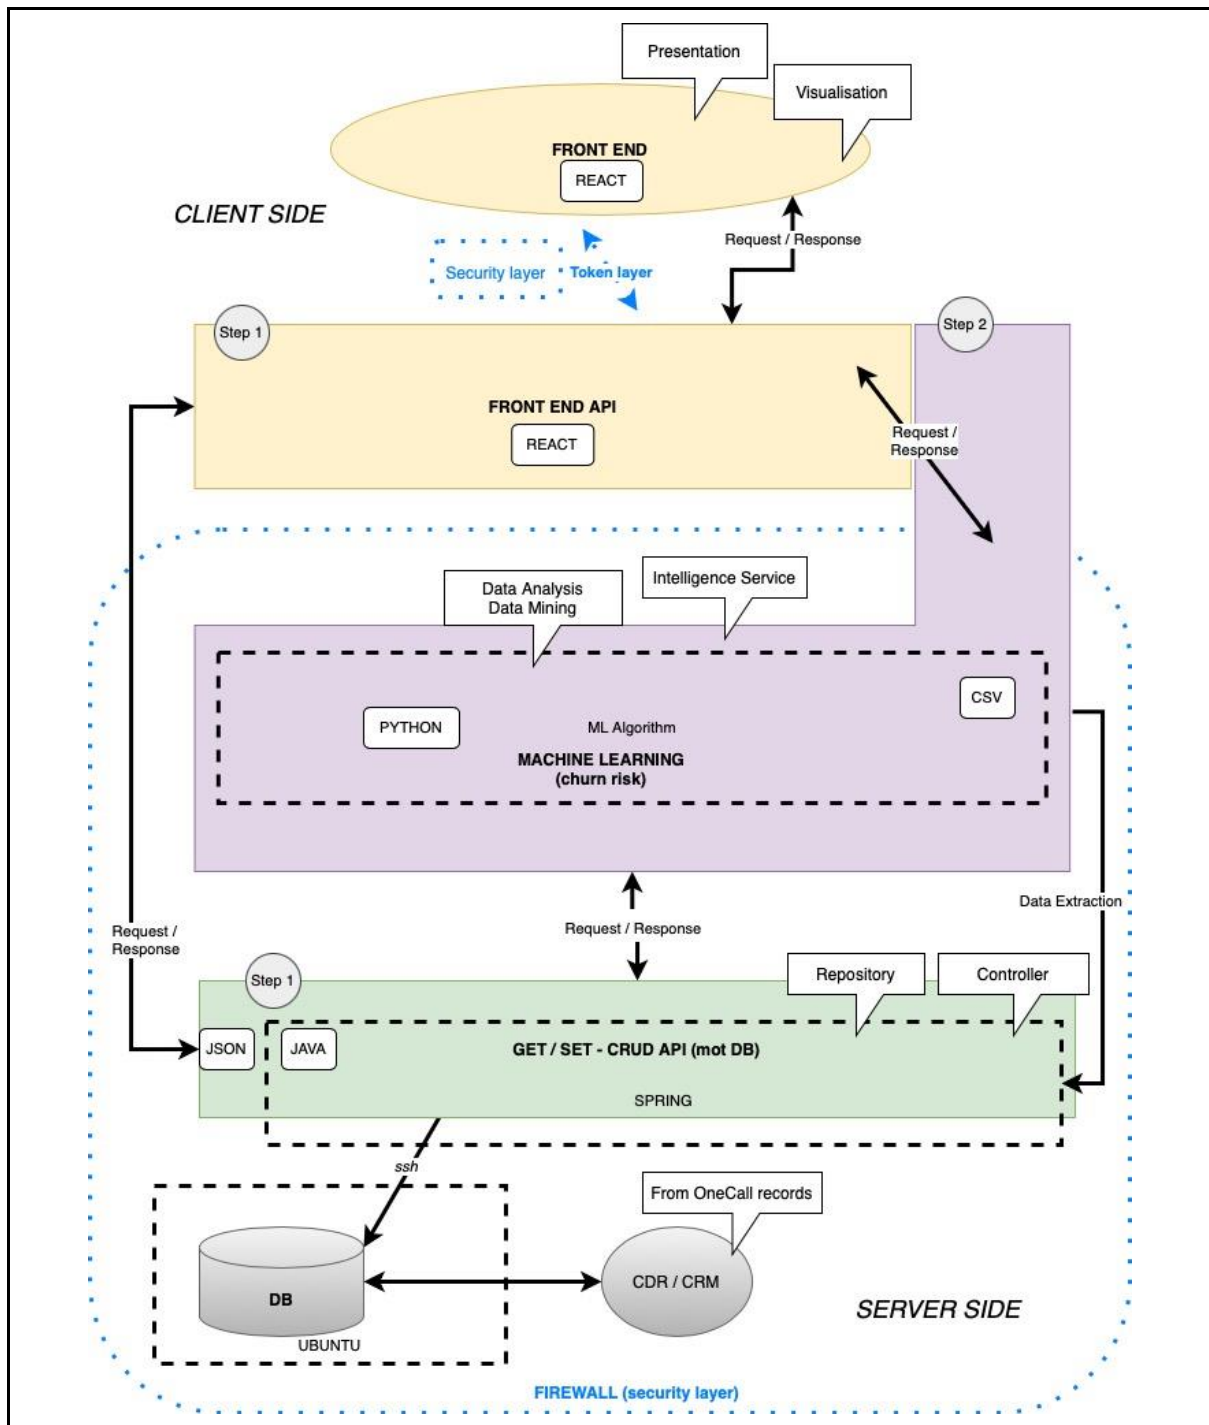 Presentation
Visualisation
FRONT END
REACT
CLIENT SIDE
Request / Response
Security layer
Token layer
Step 1
Step 2
FRONT END API
REACT
Request /
Response
Data Analysis
Data Mining
Intelligence Service
CSV
PYTHON
ML Algorithm
MACHINE LEARNING
(churn risk)
Data Extraction
Request /
Response
Request / Response
Step 1
Repository
Controller
JSON
JAVA
GET / SET - CRUD API (mot DB)
SPRING
ssh
From OneCall records
DB
CDR / CRM
UBUNTU
SERVER SIDE
FIREWALL (security layer)